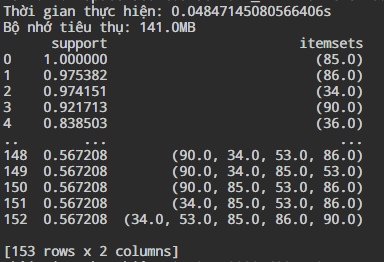 Thời gian thực hiện: 0.04847145080566406s
Bộ nhớ tiêu thụ: 141.0MB
support itemsets
0 1.000000 (85.0)
1 0.975382 (86.0)
2 0.974151 (34.0)
3 0.921713 (90.0)
4 0.838503 (36.0)
.. ... ...
148 0.567208 (90.0, 34.0, 53.0, 86.0)
149 0.567208 (90.0, 34.0, 85.0, 53.0)
150 0.567208 (90.0, 85.0, 53.0, 86.0)
151 0.567208 (34.0, 85.0, 53.0, 86.0)
152 0.567208 (34.0, 53.0, 85.0, 86.0, 90.0)
[153 rows x 2 columns]